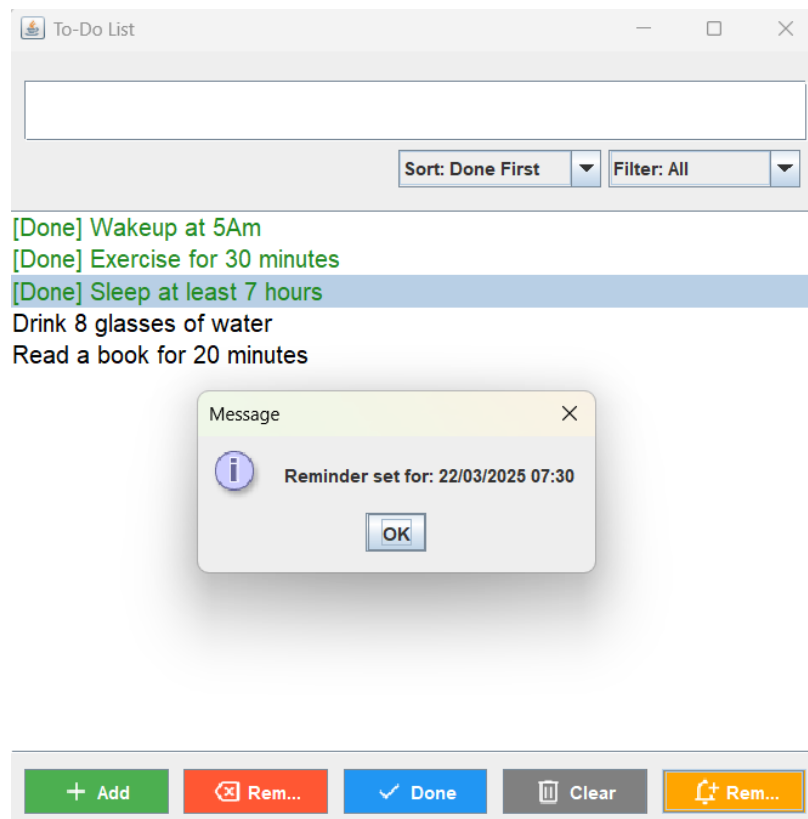 To-Do List
Sort: Done First Filter: All
[Done] Wakeup at 5Am
[Done] Exercise for 30 minutes
[Done] Sleep at least 7 hours
Drink 8 glasses of water
Read a book for 20 minutes
Message
Reminder set for: 22/03/2025 07:30
OK
Add Rem... Done Clear Rem...